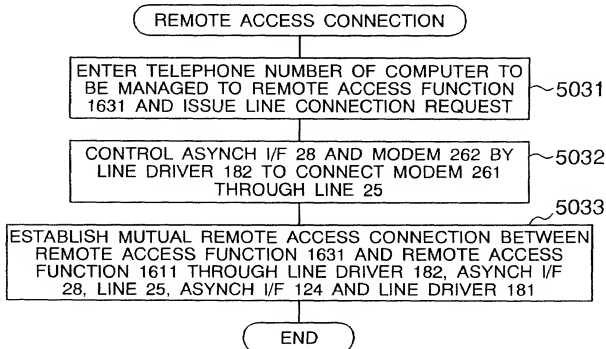 REMOTE ACCESS CONNECTION
ENTER TELEPHONE NUMBER OF COMPUTER TO
BE MANAGED TO REMOTE ACCESS FUNCTION
1631 AND ISSUE LINE CONNECTION REQUEST
5031
CONTROL ASYNCH I/F 28 AND MODEM 262 BY
LINE DRIVER 182 TO CONNECT MODEM 261
THROUGH LINE 25
5032
5033
ESTABLISH MUTUAL REMOTE ACCESS CONNECTION BETWEEN
REMOTE ACCESS FUNCTION 1631 AND REMOTE ACCESS
FUNCTION 1611 THROUGH LINE DRIVER 182, ASYNCH I/F
28, LINE 25, ASYNCH I/F 124 AND LINE DRIVER 181
END